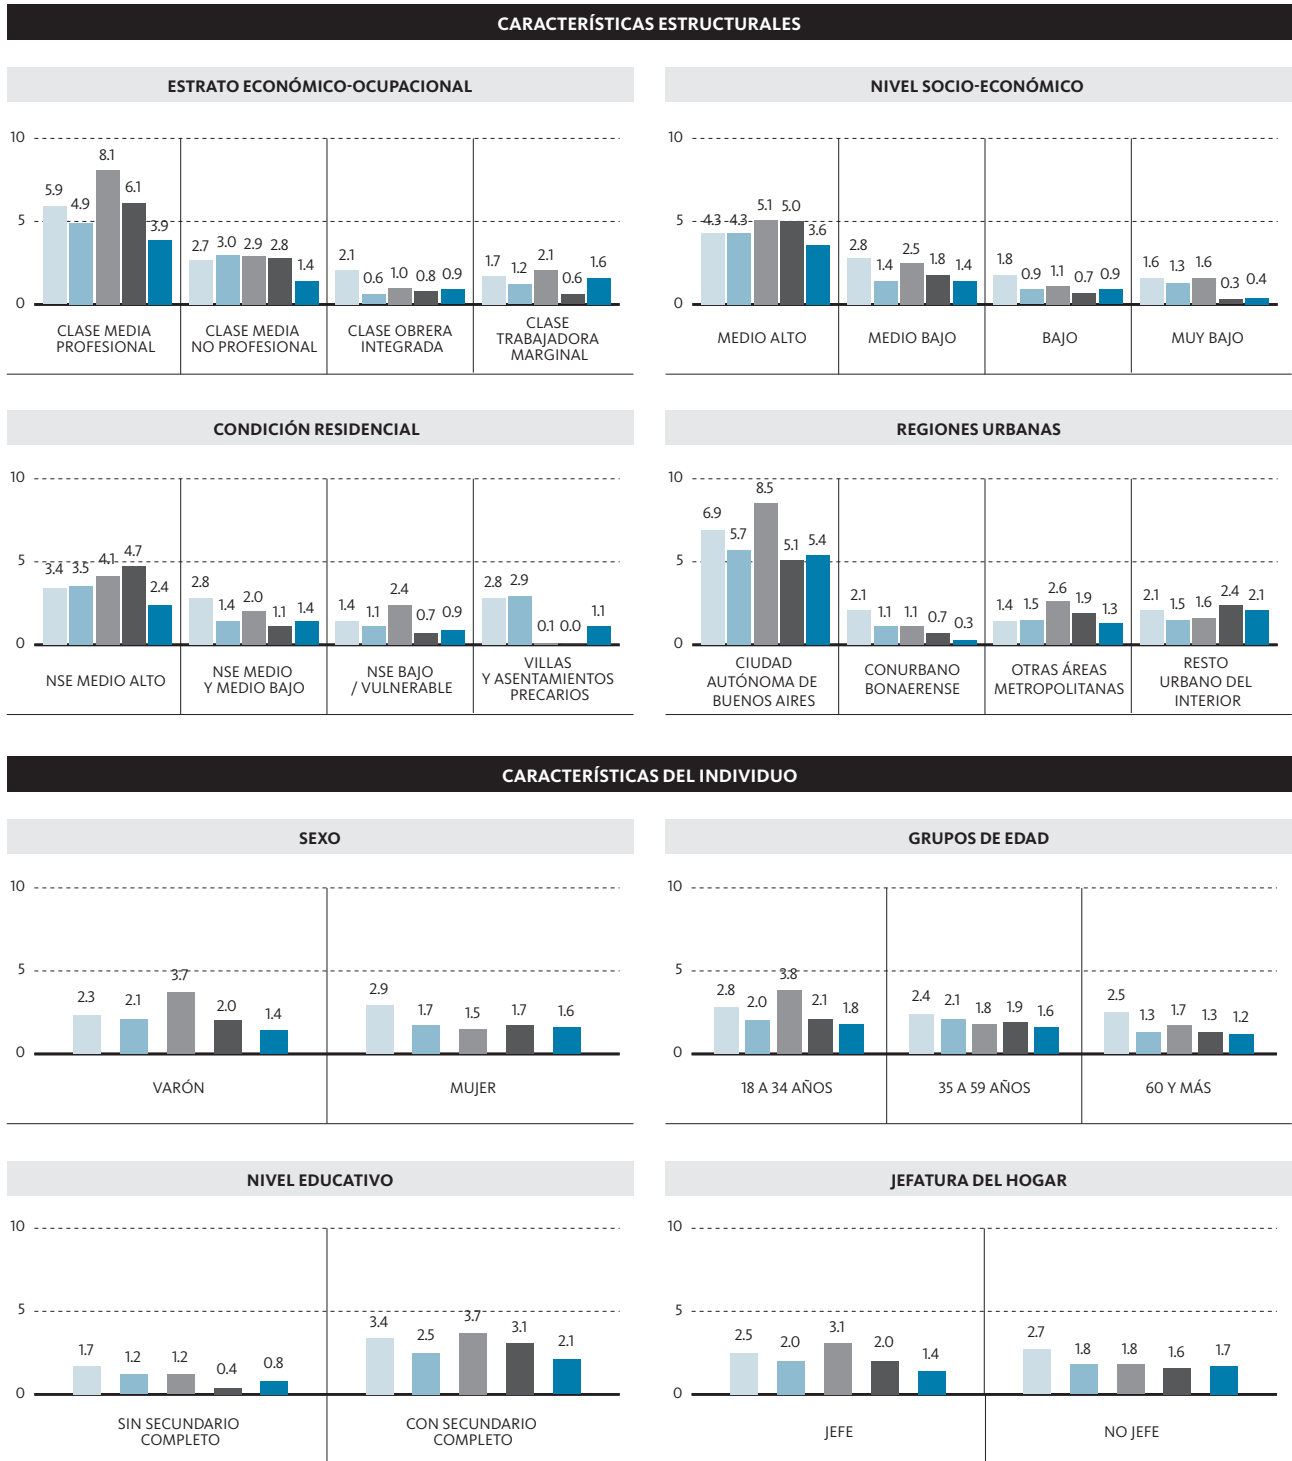 CARACTERÍSTICAS ESTRUCTURALES
ESTRATO ECONÓMICO-OCUPACIONAL
10
5
0
5.9 4.9 8.1 6.1 3.9
2.7 3.0 2.9 2.8 1.4
2.1 0.6 1.0 0.8 0.9
1.7 1.2 2.1 0.6 1.6
CLASE MEDIA
PROFESIONAL
CLASE MEDIA
NO PROFESIONAL
CLASE OBRERA
INTEGRADA
CLASE
TRABAJADORA
MARGINAL
NIVEL SOCIO-ECONÓMICO
10
5
0
4.3 4.3 5.1 5.0 3.6
2.8 1.4 2.5 1.8 1.4
1.8 0.9 1.1 0.7 0.9
1.6 1.3 1.6 0.3 0.4
MEDIO ALTO
MEDIO BAJO
BAJO
MUY BAJO
CONDICIÓN RESIDENCIAL
10
5
0
3.4 3.5 4.1 4.7 2.4
2.8 1.4 2.0 1.1 1.4
1.4 1.1 2.4 0.7 0.9
2.8 2.9 0.1 0.0 1.1
NSE MEDIO ALTO
NSE MEDIO
Y MEDIO BAJO
NSE BAJO
/ VULNERABLE
VILLAS
Y ASENTAMIENTOS
PRECARIOS
REGIONES URBANAS
10
5
0
6.9 5.7 8.5 5.1 5.4
2.1 1.1 1.1 0.7 0.3
1.4 1.5 2.6 1.9 1.3
2.1 1.5 1.6 2.4 2.1
CIUDAD
AUTÓNOMA DE
BUENOS AIRES
CONURBANO
BONAERENSE
OTRAS ÁREAS
METROPOLITANAS
RESTO
URBANO DEL
INTERIOR
CARACTERÍSTICAS DEL INDIVIDUO
SEXO
10
5
0
2.3 2.1 3.7 2.0 1.4
2.9 1.7 1.5 1.7 1.6
VARÓN
MUJER
GRUPOS DE EDAD
10
5
0
2.8 2.0 3.8 2.1 1.8
2.4 2.1 1.8 1.9 1.6
2.5 1.3 1.7 1.3 1.2
18 A 34 AÑOS
35 A 59 AÑOS
60 Y MÁS
NIVEL EDUCATIVO
10
5
0
1.7 1.2 1.2 0.4 0.8
3.4 2.5 3.7 3.1 2.1
SIN SECUNDARIO
COMPLETO
CON SECUNDARIO
COMPLETO
JEFATURA DEL HOGAR
10
5
0
2.5 2.0 3.1 2.0 1.4
2.7 1.8 1.8 1.6 1.7
JEFE
NO JEFE